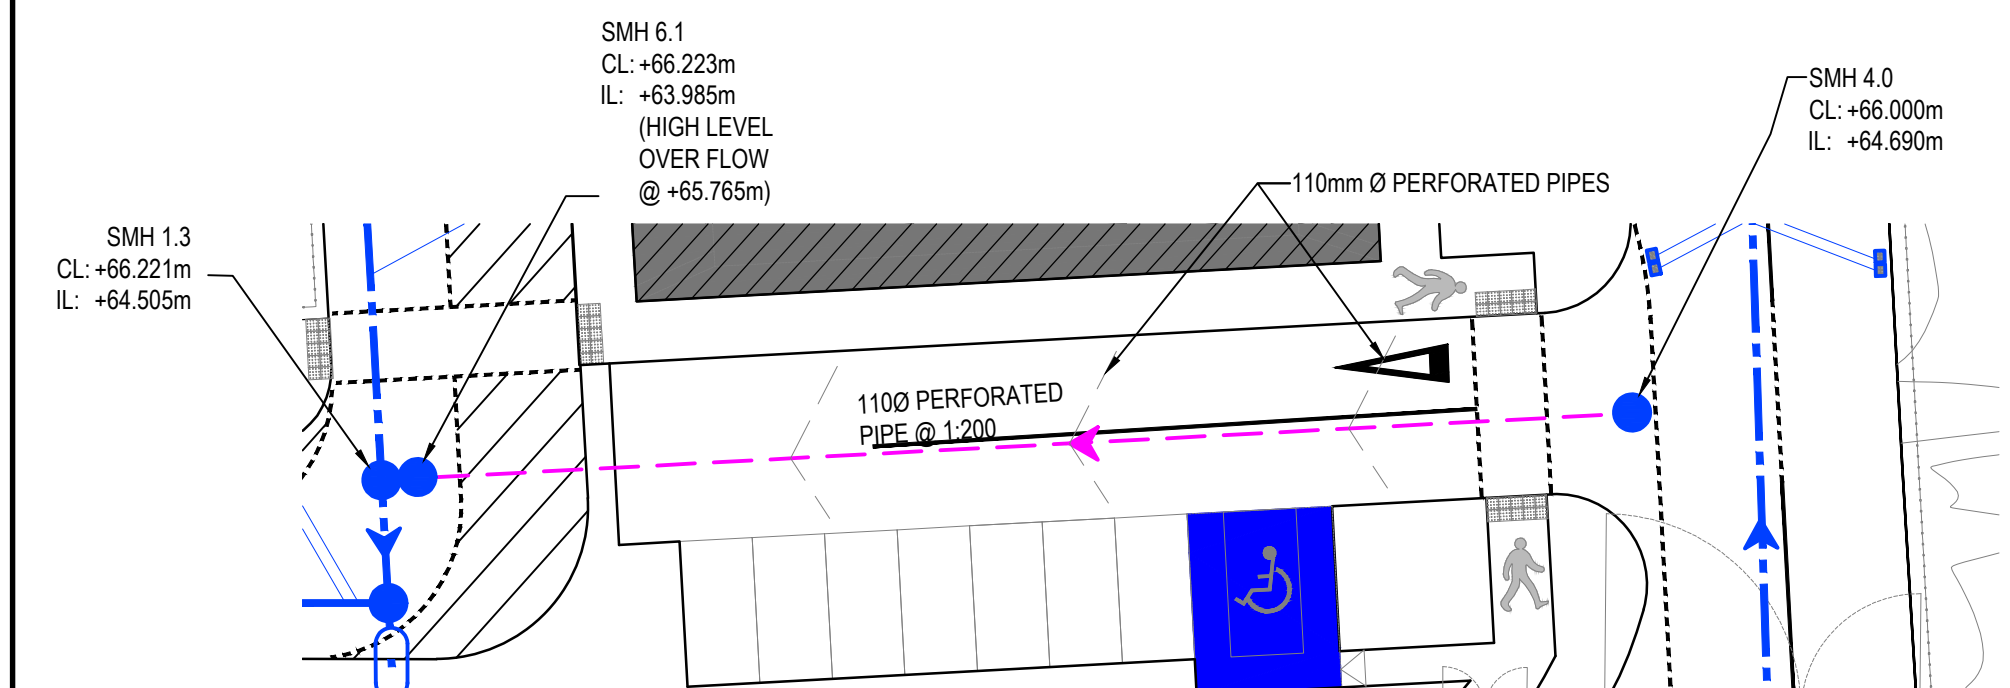 SMH 6.1
CL: +66.223m
IL: +63.985m
(HIGH LEVEL
OVER FLOW
@ +65.765m)
SMH 4.0
CL: +66.000m
IL: +64.690m
110mm Ø PERFORATED PIPES
SMH 1.3
CL: +66.221m
IL: +64.505m
110Ø PERFORATED
PIPE @ 1:200